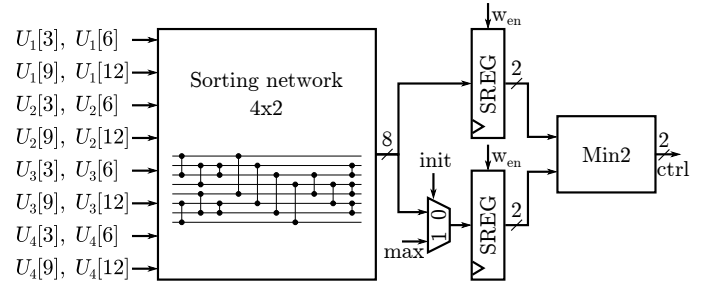 U₁[3], U₁[6]
U₁[9], U₁[12]
U₂[3], U₂[6]
U₂[9], U₂[12]
U₃[3], U₃[6]
U₃[9], U₃[12]
U₄[3], U₄[6]
U₄[9], U₄[12]
Sorting network
4x2
8
init
max
1 0
wₑₙ
SREG
2
wₑₙ
SREG
2
Min2
2
ctrl